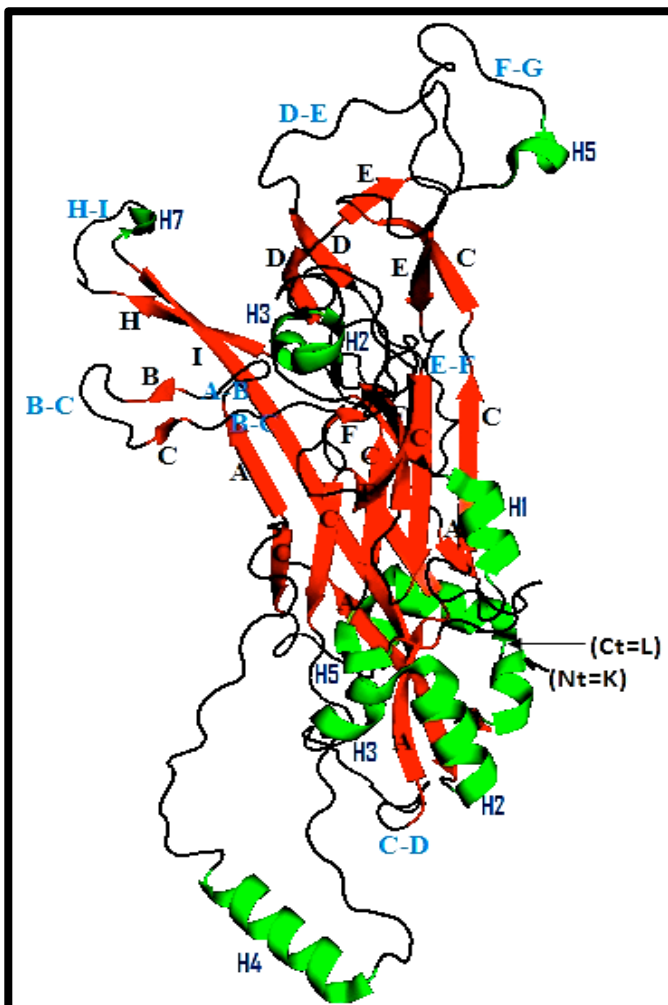 F-G
D-E
H5
E
H-I
H7
C
D
D
E
H
H3
H2
I
E-F
B
A
B
B-C
B-C
F
C
C
C
C
A
H1
C
C
A
A
(Ct=L)
H5
(Nt=K)
H3
A
H2
C-D
H4